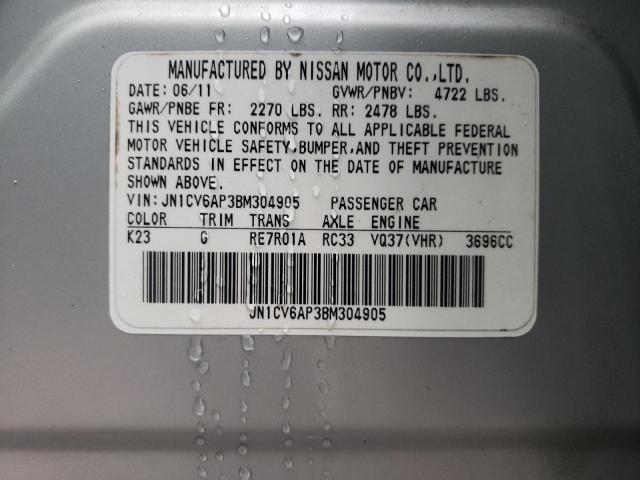 MANUFACTURED BY NISSAN MOTOR CO.,LTD.
DATE: 06/11 GVWR/PNBV: 4722 LBS.
GAWR/PNBE FR: 2270 LBS. RR: 2478 LBS.
THIS VEHICLE CONFORMS TO ALL APPLICABLE FEDERAL
MOTOR VEHICLE SAFETY,BUMPER,AND THEFT PREVENTION
STANDARDS IN EFFECT ON THE DATE OF MANUFACTURE
SHOWN ABOVE.
VIN:JN1CV6AP3BM304905 PASSENGER CAR
COLOR TRIM TRANS AXLE ENGINE
K23 G RE7R01A RC33 VQ37(VHR) 3696CC
JN1CV6AP3BM304905